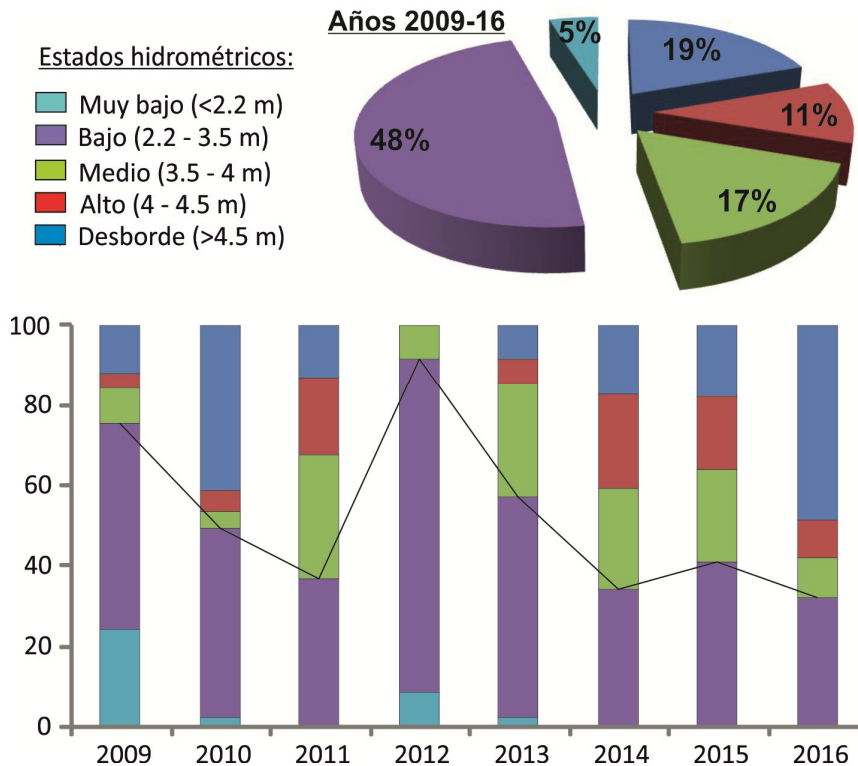 Años 2009-16
Estados hidrométricos:
Muy bajo (<2.2 m)
Bajo (2.2 - 3.5 m)
Medio (3.5 - 4 m)
Alto (4 - 4.5 m)
Desborde (>4.5 m)
5%
19%
11%
48%
17%
100
80
60
40
20
0
2009 2010 2011 2012 2013 2014 2015 2016